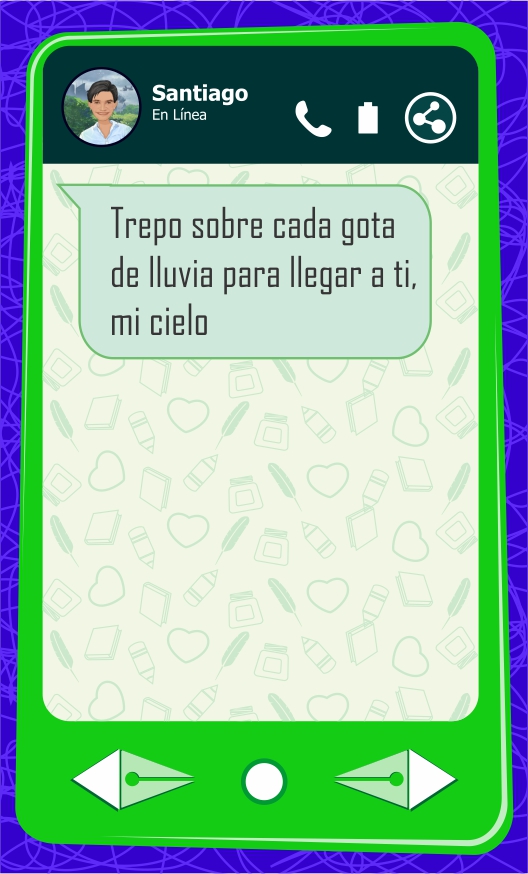 Santiago
En Línea
Trepo sobre cada gota
de lluvia para llegar a ti,
mi cielo